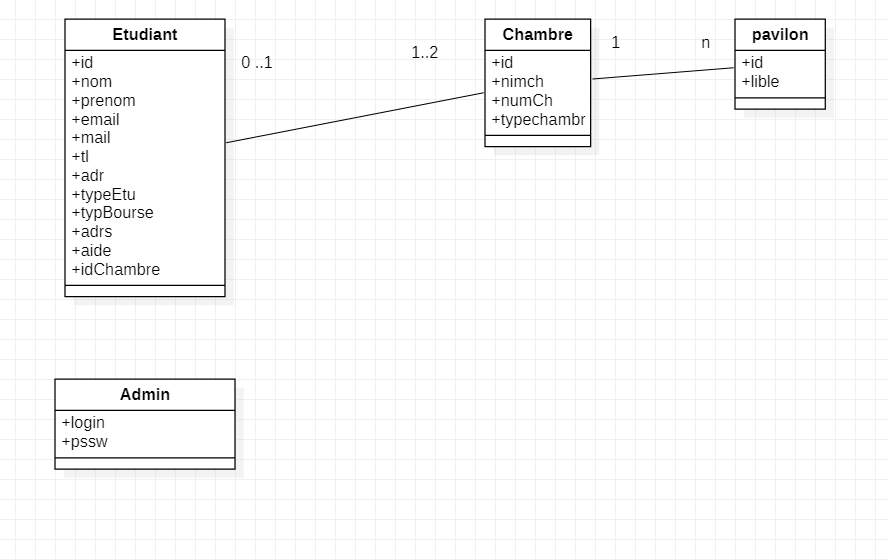 Etudiant
+id
+nom
+prenom
+email
+mail
+tl
+adr
+typeEtu
+typBourse
+adrs
+aide
+idChambre
0 ..1
1..2
Chambre
+id
+nimch
+numCh
+typechambr
1
n
pavilon
+id
+lible
Admin
+login
+pssw